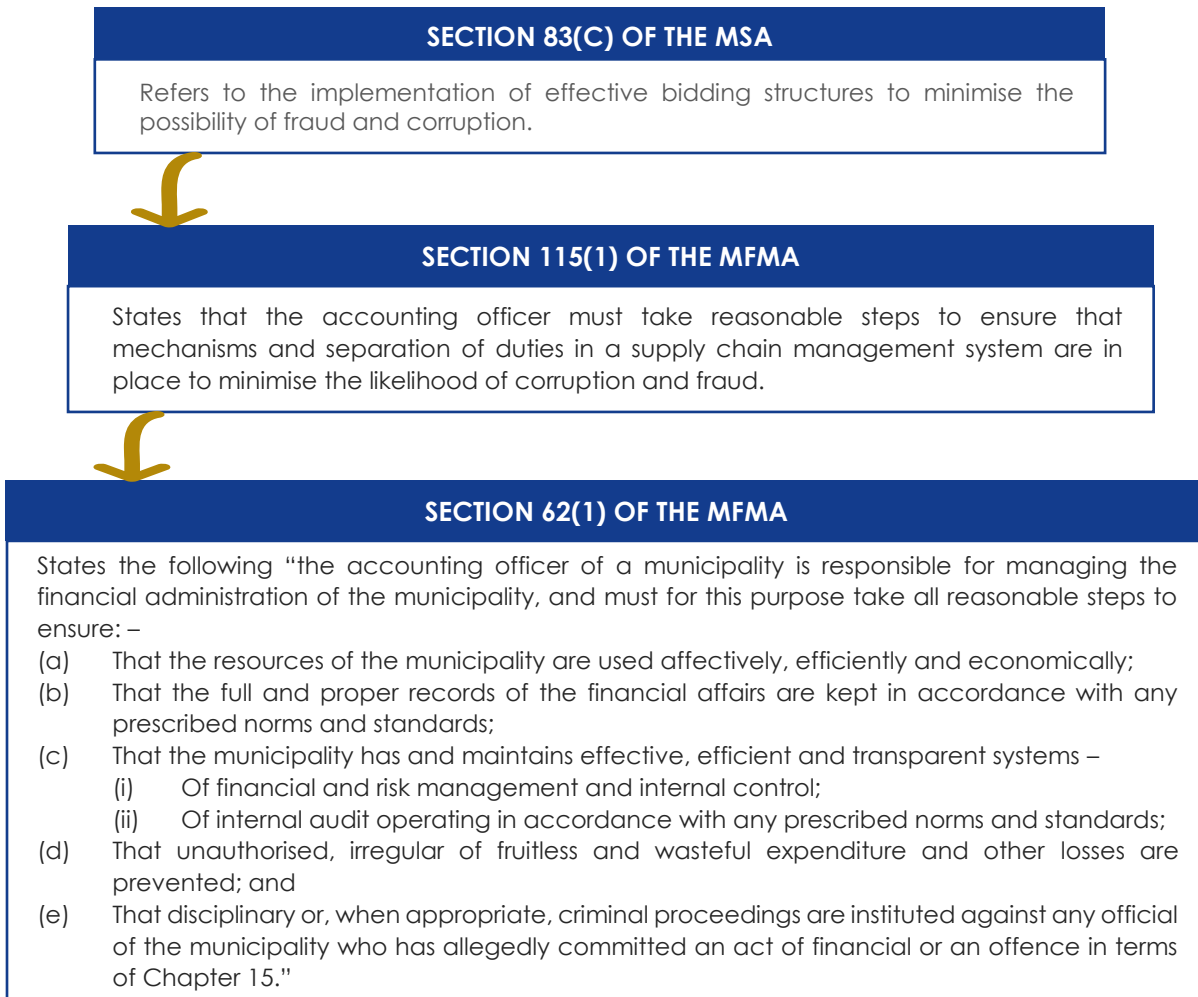 SECTION 83(C) OF THE MSA
Refers to the implementation of effective bidding structures to minimise the
possibility of fraud and corruption.
SECTION 115(1) OF THE MFMA
States that the accounting officer must take reasonable steps to ensure that
mechanisms and separation of duties in a supply chain management system are in
place to minimise the likelihood of corruption and fraud.
SECTION 62(1) OF THE MFMA
States the following “the accounting officer of a municipality is responsible for managing the
financial administration of the municipality, and must for this purpose take all reasonable steps to
ensure: –
(a) That the resources of the municipality are used affectively, efficiently and economically;
(b) That the full and proper records of the financial affairs are kept in accordance with any
prescribed norms and standards;
(c) That the municipality has and maintains effective, efficient and transparent systems –
(i) Of financial and risk management and internal control;
(ii) Of internal audit operating in accordance with any prescribed norms and standards;
(d) That unauthorised, irregular of fruitless and wasteful expenditure and other losses are
prevented; and
(e) That disciplinary or, when appropriate, criminal proceedings are instituted against any official
of the municipality who has allegedly committed an act of financial or an offence in terms
of Chapter 15.”